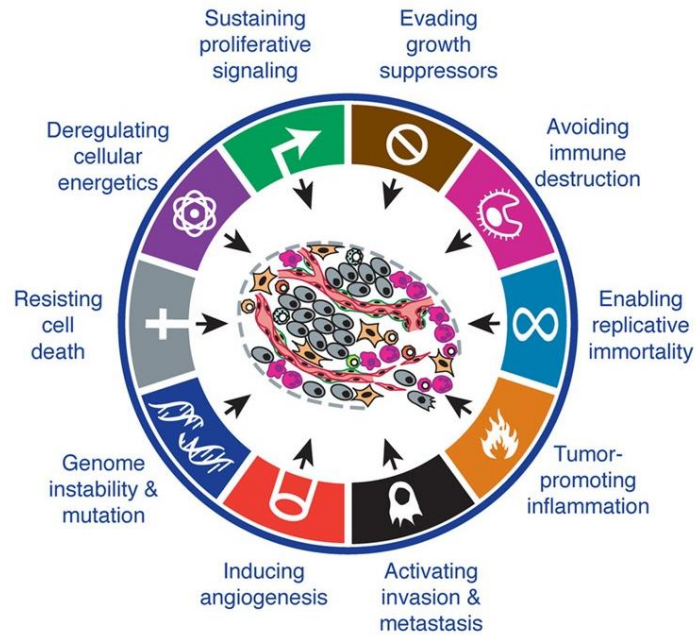 Sustaining
proliferative
signaling
Evading
growth
suppressors
Avoiding
immune
destruction
Enabling
replicative
immortality
Tumor-
promoting
inflammation
Activating
invasion &
metastasis
Inducing
angiogenesis
Genome
instability &
mutation
Resisting
cell
death
Deregulating
cellular
energetics